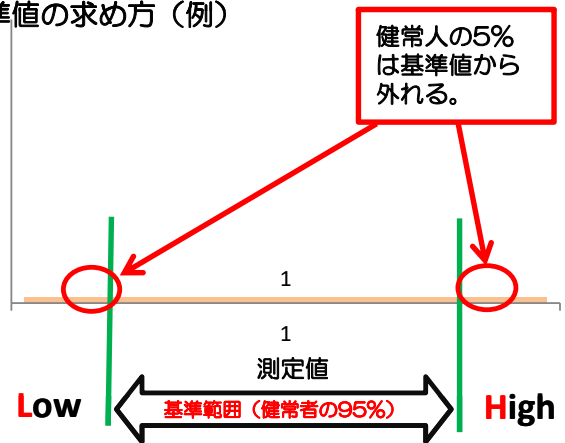 準値の求め方（例）
健常人の5%
は基準値から
外れる。
1
1
測定値
Low
基準範囲（健常者の95%）
High